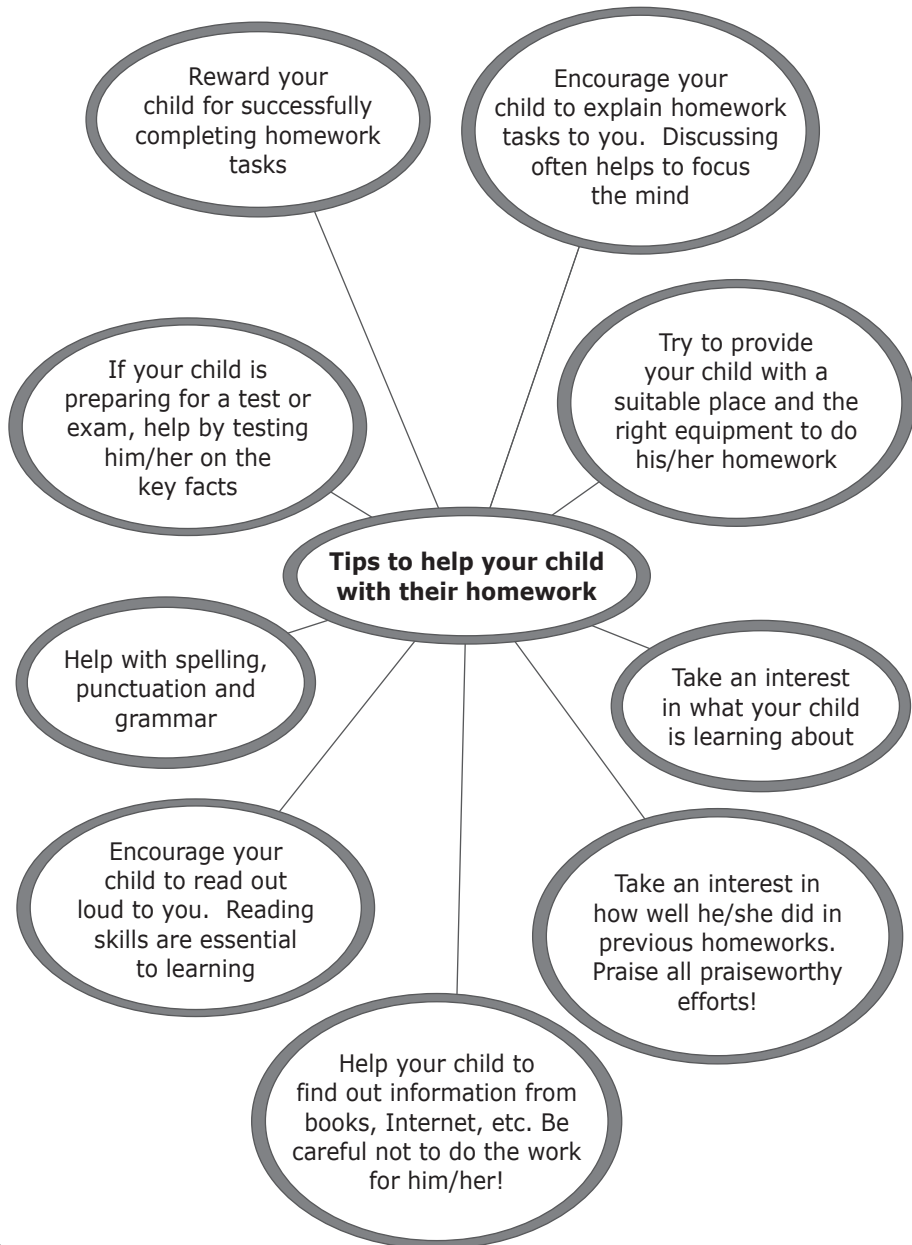 Reward your
child for successfully
completing homework
tasks
Encourage your
child to explain homework
tasks to you.  Discussing
often helps to focus
the mind
If your child is
preparing for a test or
exam, help by testing
him/her on the
key facts
Try to provide
your child with a
suitable place and the
right equipment to do
his/her homework
Tips to help your child
with their homework
Help with spelling,
punctuation and
grammar
Take an interest
in what your child
is learning about
Encourage your
child to read out
loud to you.  Reading
skills are essential
to learning
Take an interest in
how well he/she did in
previous homeworks.
Praise all praiseworthy
efforts!
Help your child to
find out information from
books, Internet, etc. Be
careful not to do the work
for him/her!